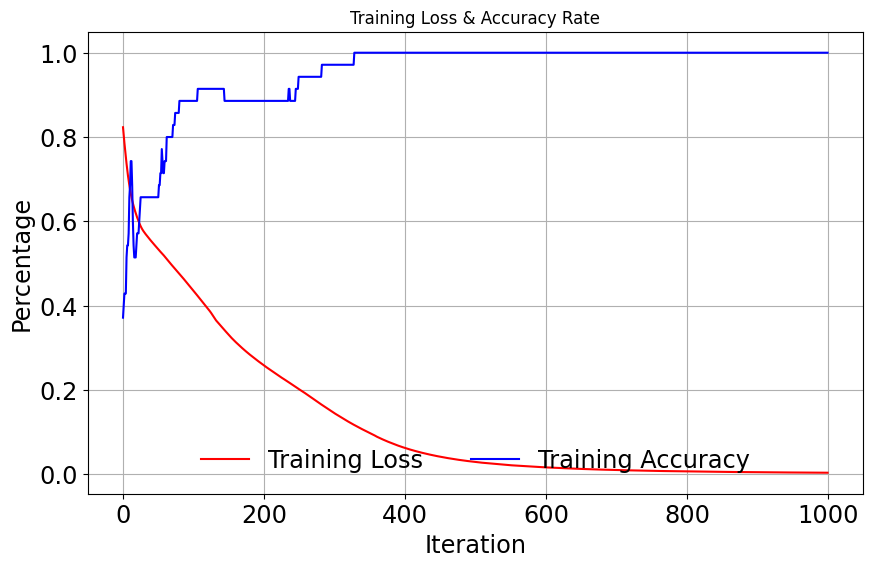 Training Loss & Accuracy Rate
1.0
0.8
0.6
0.4
0.2
0.0
Percentage
Training Loss
Training Accuracy
0 200 400 600 800 1000
Iteration